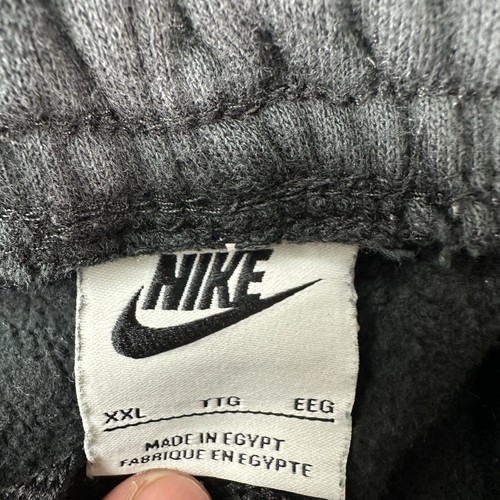 NIKE
XXL TTG EEG
MADE IN EGYPT
FABRIQUE EN EGYPTE